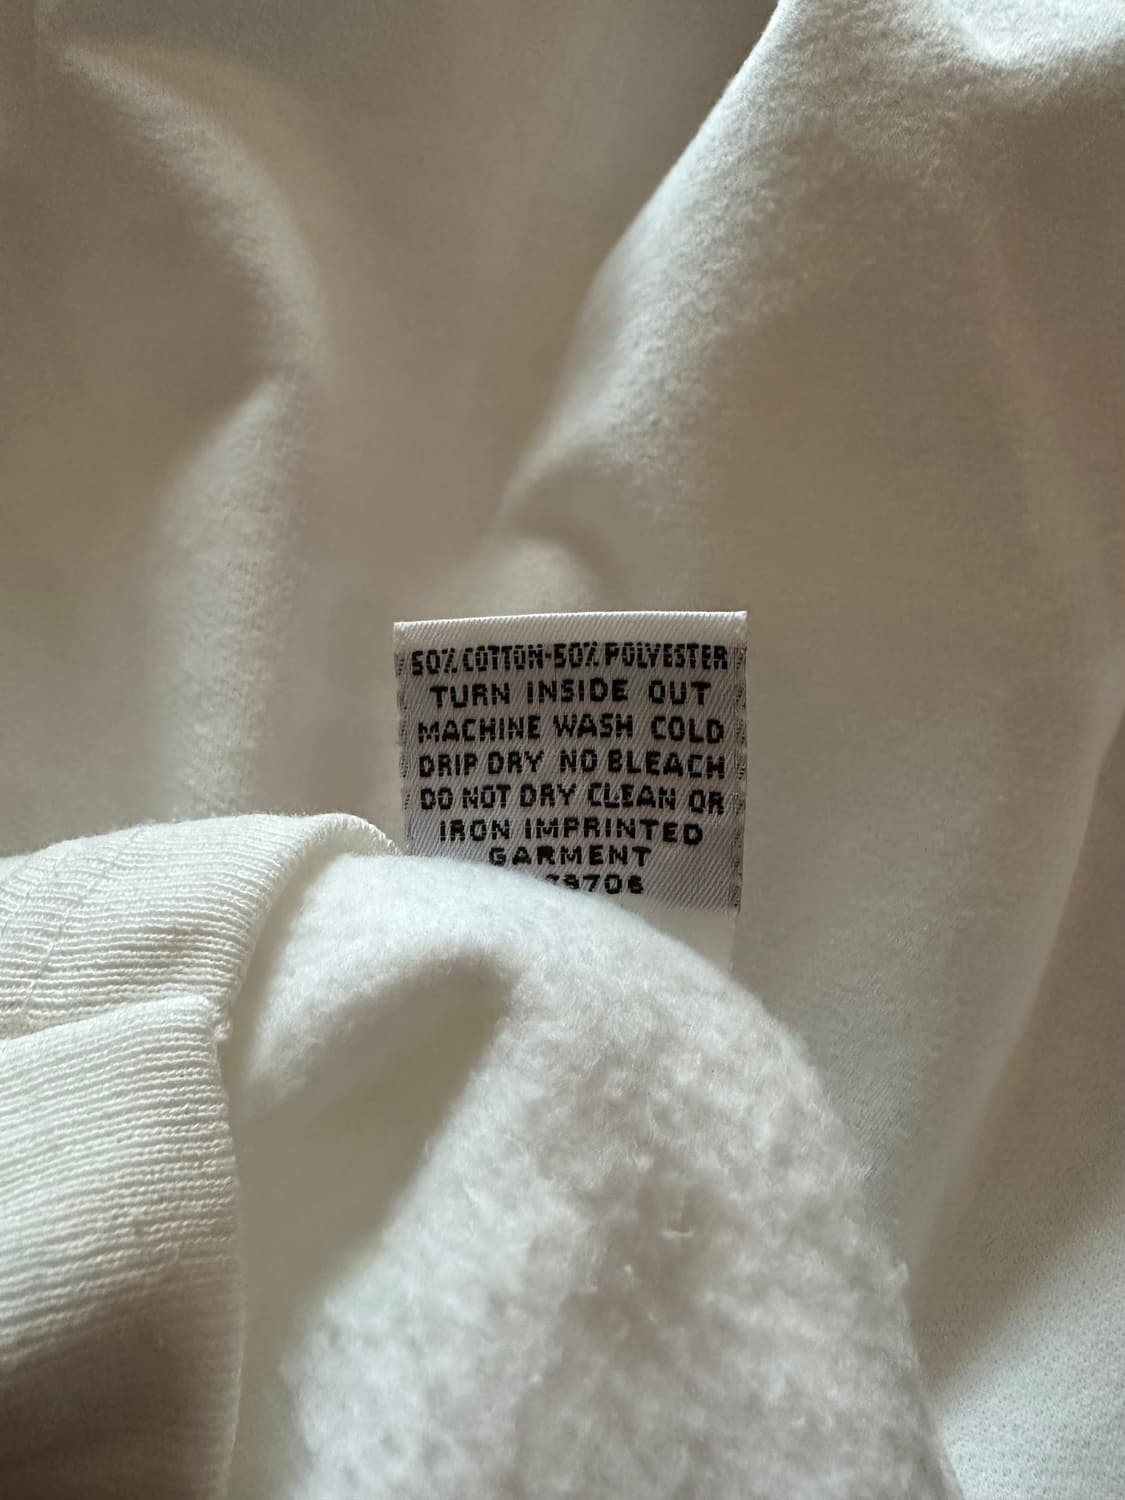 50% COTTON-50% POLYESTER
TURN INSIDE OUT
MACHINE WASH COLD
DRIP DRY NO BLEACH
DO NOT DRY CLEAN OR
IRON IMPRINTED
GARMENT